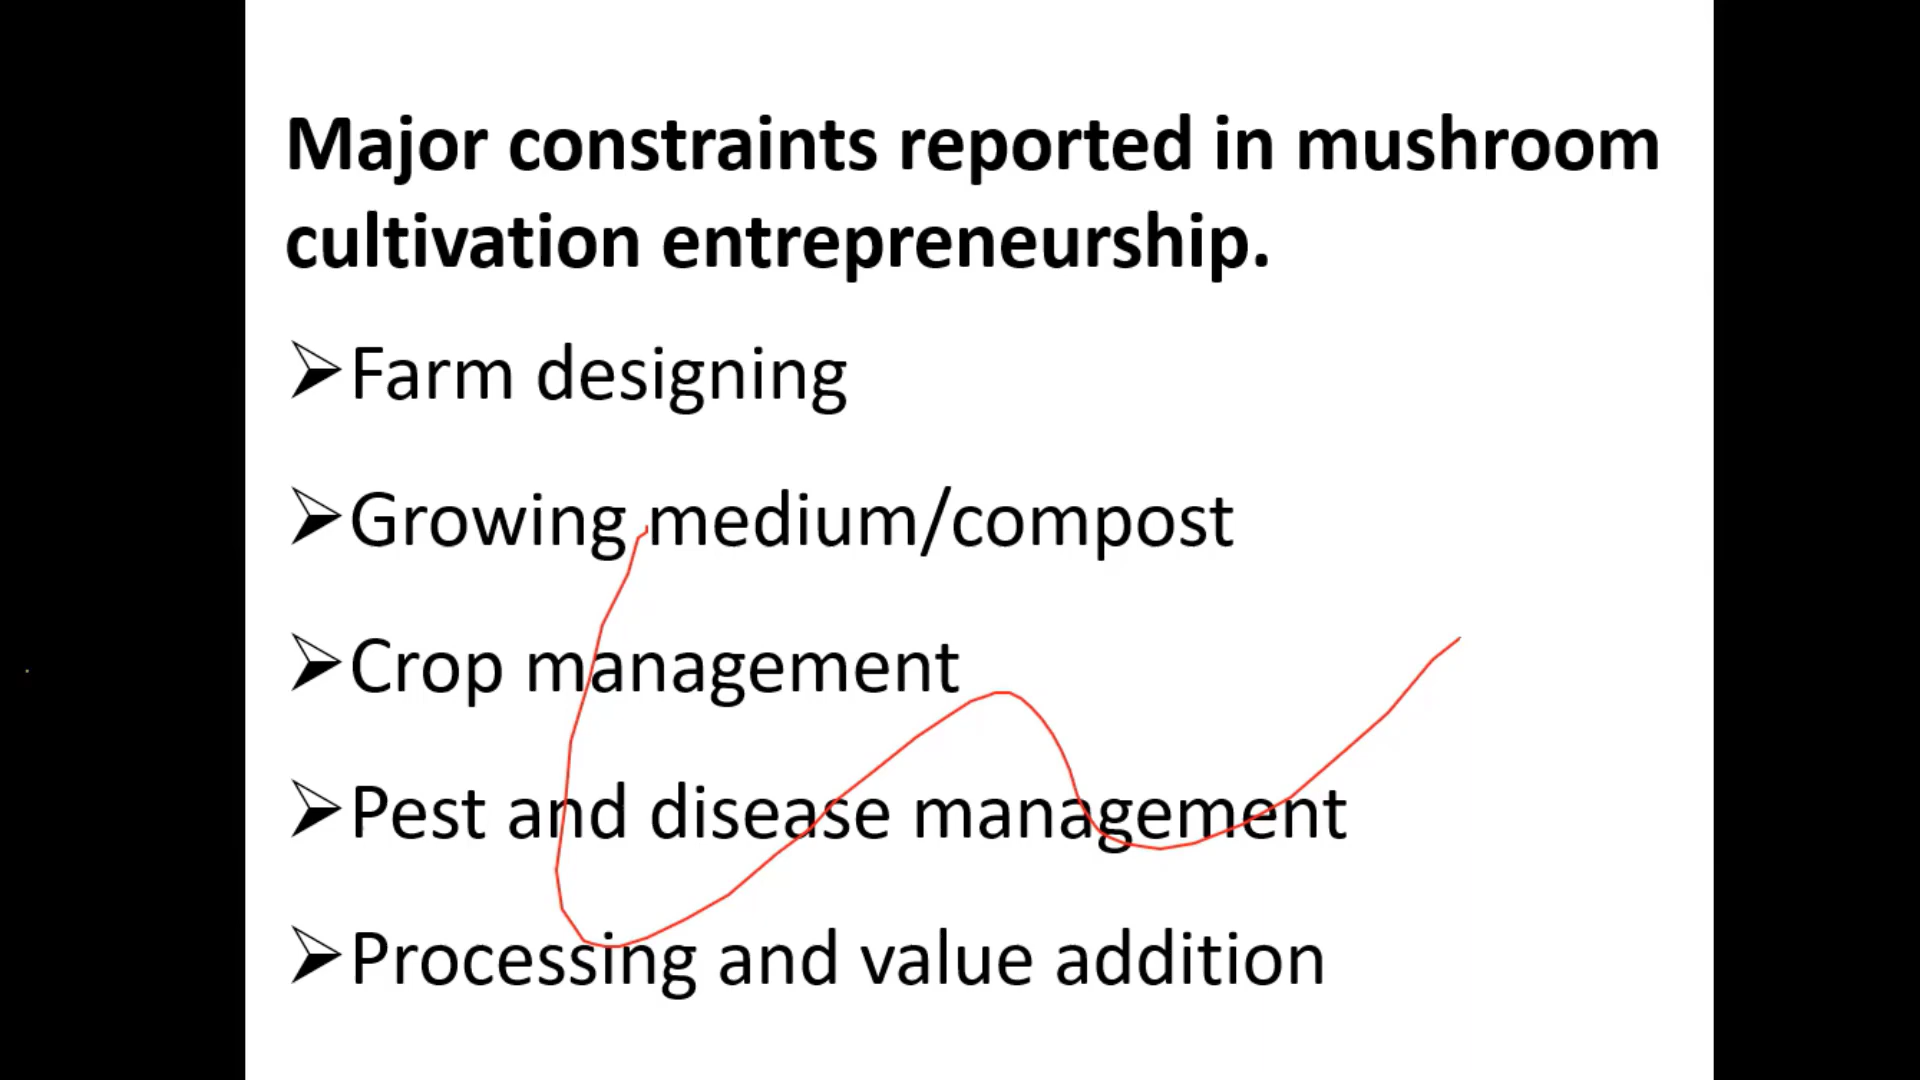 Major constraints reported in mushroom
cultivation entrepreneurship.
➢Farm designing
➢Growing medium/compost
➢Crop management
➢Pest and disease management
➢Processing and value addition